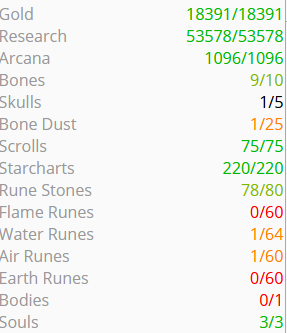 Gold 18391/18391
Research 53578/53578
Arcana 1096/1096
Bones 9/10
Skulls 1/5
Bone Dust 1/25
Scrolls 75/75
Starcharts 220/220
Rune Stones 78/80
Flame Runes 0/60
Water Runes 1/64
Air Runes 1/60
Earth Runes 0/60
Bodies 0/1
Souls 3/3